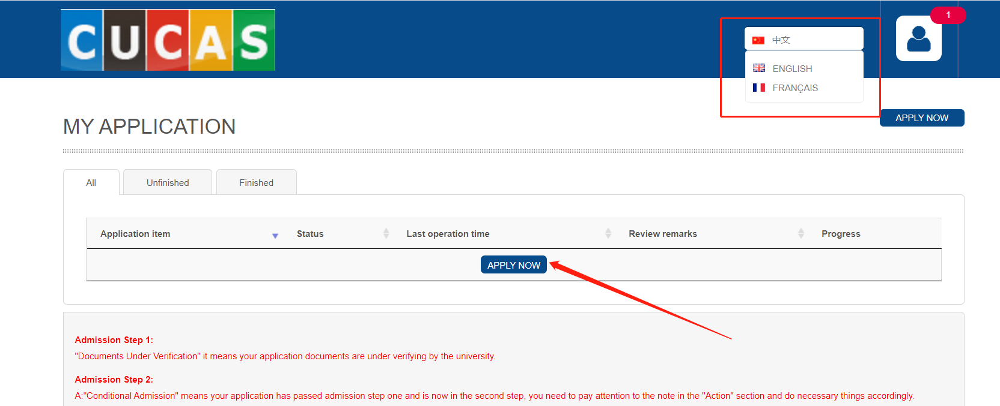 CUCAS
1
中文
ENGLISH
FRANÇAIS
APPLY NOW
MY APPLICATION
All Unfinished Finished
Application item Status Last operation time Review remarks Progress
APPLY NOW
Admission Step 1:
"Documents Under Verification" it means your application documents are under verifying by the university.
Admission Step 2:
A:"Conditional Admission" means your application has passed admission step one and is now in the second step, you need to pay attention to the note in the "Action" section and do necessary things accordingly.